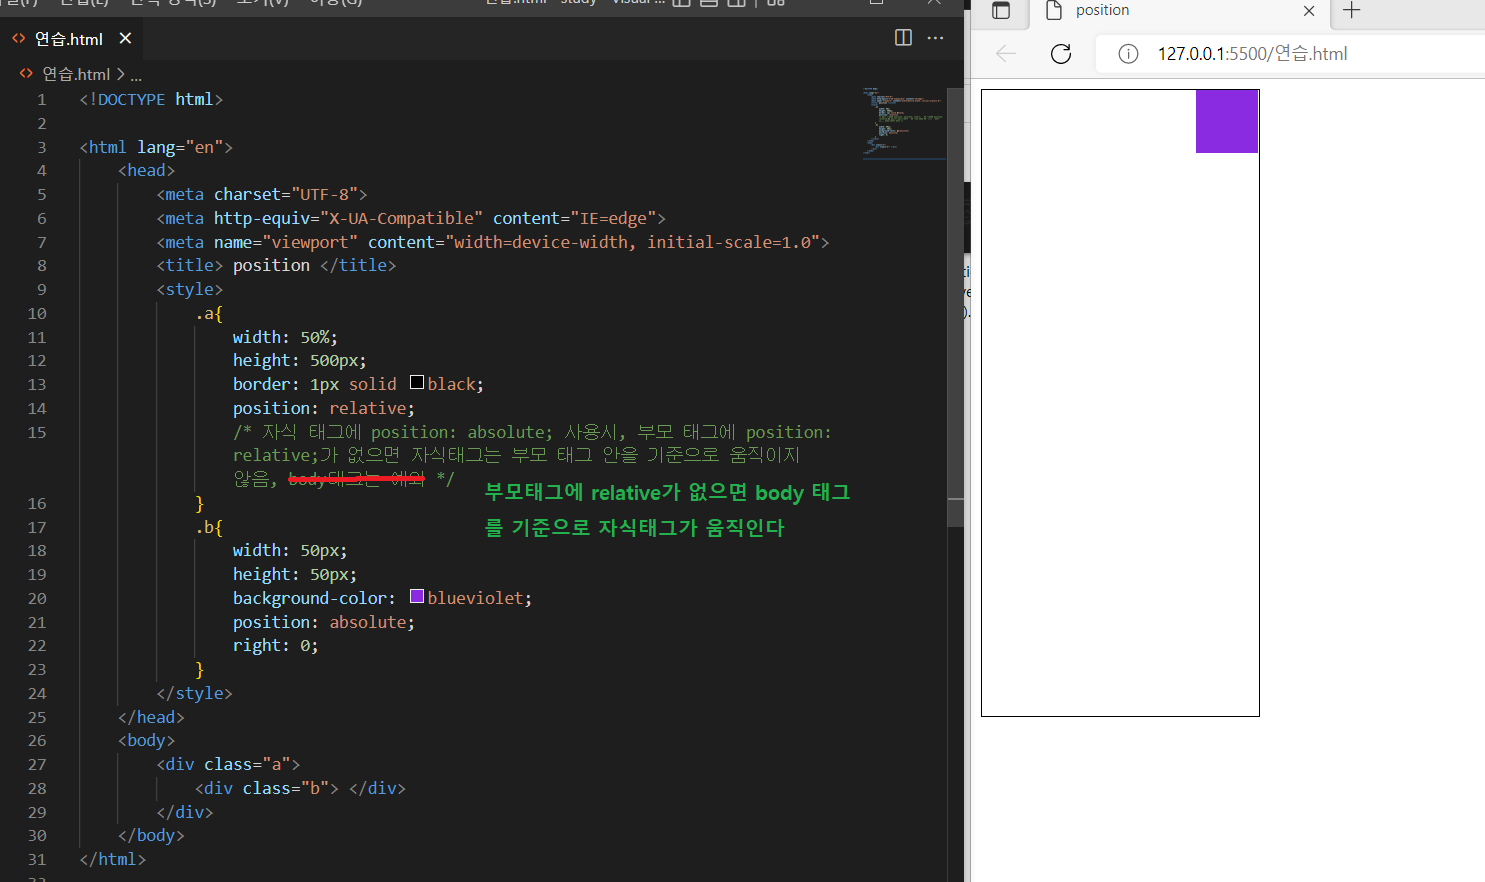 연습.html
연습.html > ...
1 <!DOCTYPE html>
2
3 <html lang="en">
4 <head>
5 <meta charset="UTF-8">
6 <meta http-equiv="X-UA-Compatible" content="IE=edge">
7 <meta name="viewport" content="width=device-width, initial-scale=1.0">
8 <title> position </title>
9 <style>
10 .a{
11 width: 50%;
12 height: 500px;
13 border: 1px solid black;
14 position: relative;
15 /* 자식 태그에 position: absolute; 사용시, 부모 태그에 position:
relative;가 없으면 자식태그는 부모 태그 안을 기준으로 움직이지
않음, body태그는 예외 */
부모태그에 relative가 없으면 body 태그
를 기준으로 자식태그가 움직인다
16 }
17 .b{
18 width: 50px;
19 height: 50px;
20 background-color: blueviolet;
21 position: absolute;
22 right: 0;
23 }
24 </style>
25 </head>
26 <body>
27 <div class="a">
28 <div class="b"> </div>
29 </div>
30 </body>
31 </html>
position
127.0.0.1:5500/연습.html